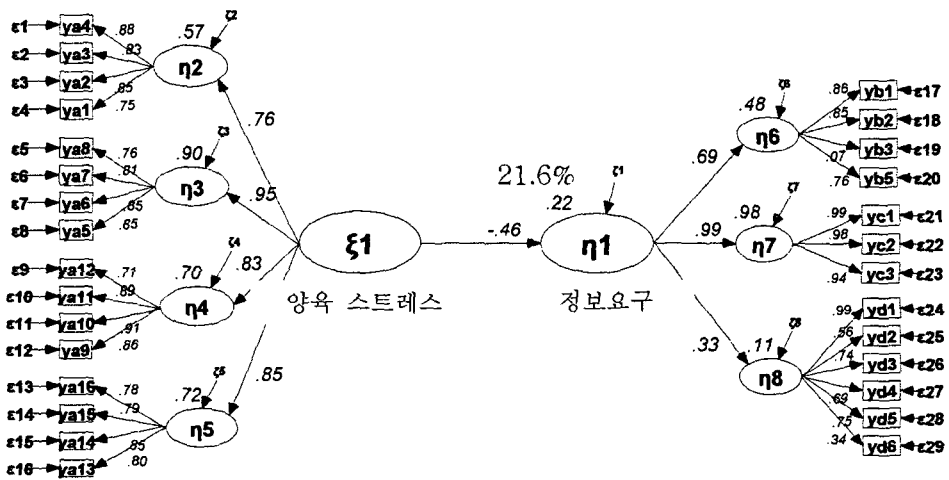 ε1 ya4 .88
ε2 ya3 .83
ε3 ya2 .85
ε4 ya1 .75
.57 ζ2
η2
.76
ε5 ya8 .76
ε6 ya7 .81
ε7 ya6 .85
ε8 ya5 .65
.90 ζ3
η3
.95
ε9 ya12 .71
ε10 ya11 .89
ε11 ya10 .91
ε12 ya9 .86
.70 ζ4
η4
.83
ε13 ya16 .78
ε14 ya15 .79
ε15 ya14 .85
ε16 ya13 .80
.72 ζ5
η5
.85
ξ1
양육 스트레스
-.46
21.6%
.22 ζ1
η1
정보요구
.69
.48
η6
.86 yb1 ε17
.85 yb2 ε18
.07 yb3 ε19
.76 yb5 ε20
.99
.98 ζ7
η7
.99 yc1 ε21
.98 yc2 ε22
.94 yc3 ε23
.33
.11
η8
.99 yd1 ε24
.56 yd2 ε25
.74 yd3 ε26
.69 yd4 ε27
.75 yd5 ε28
.34 yd6 ε29